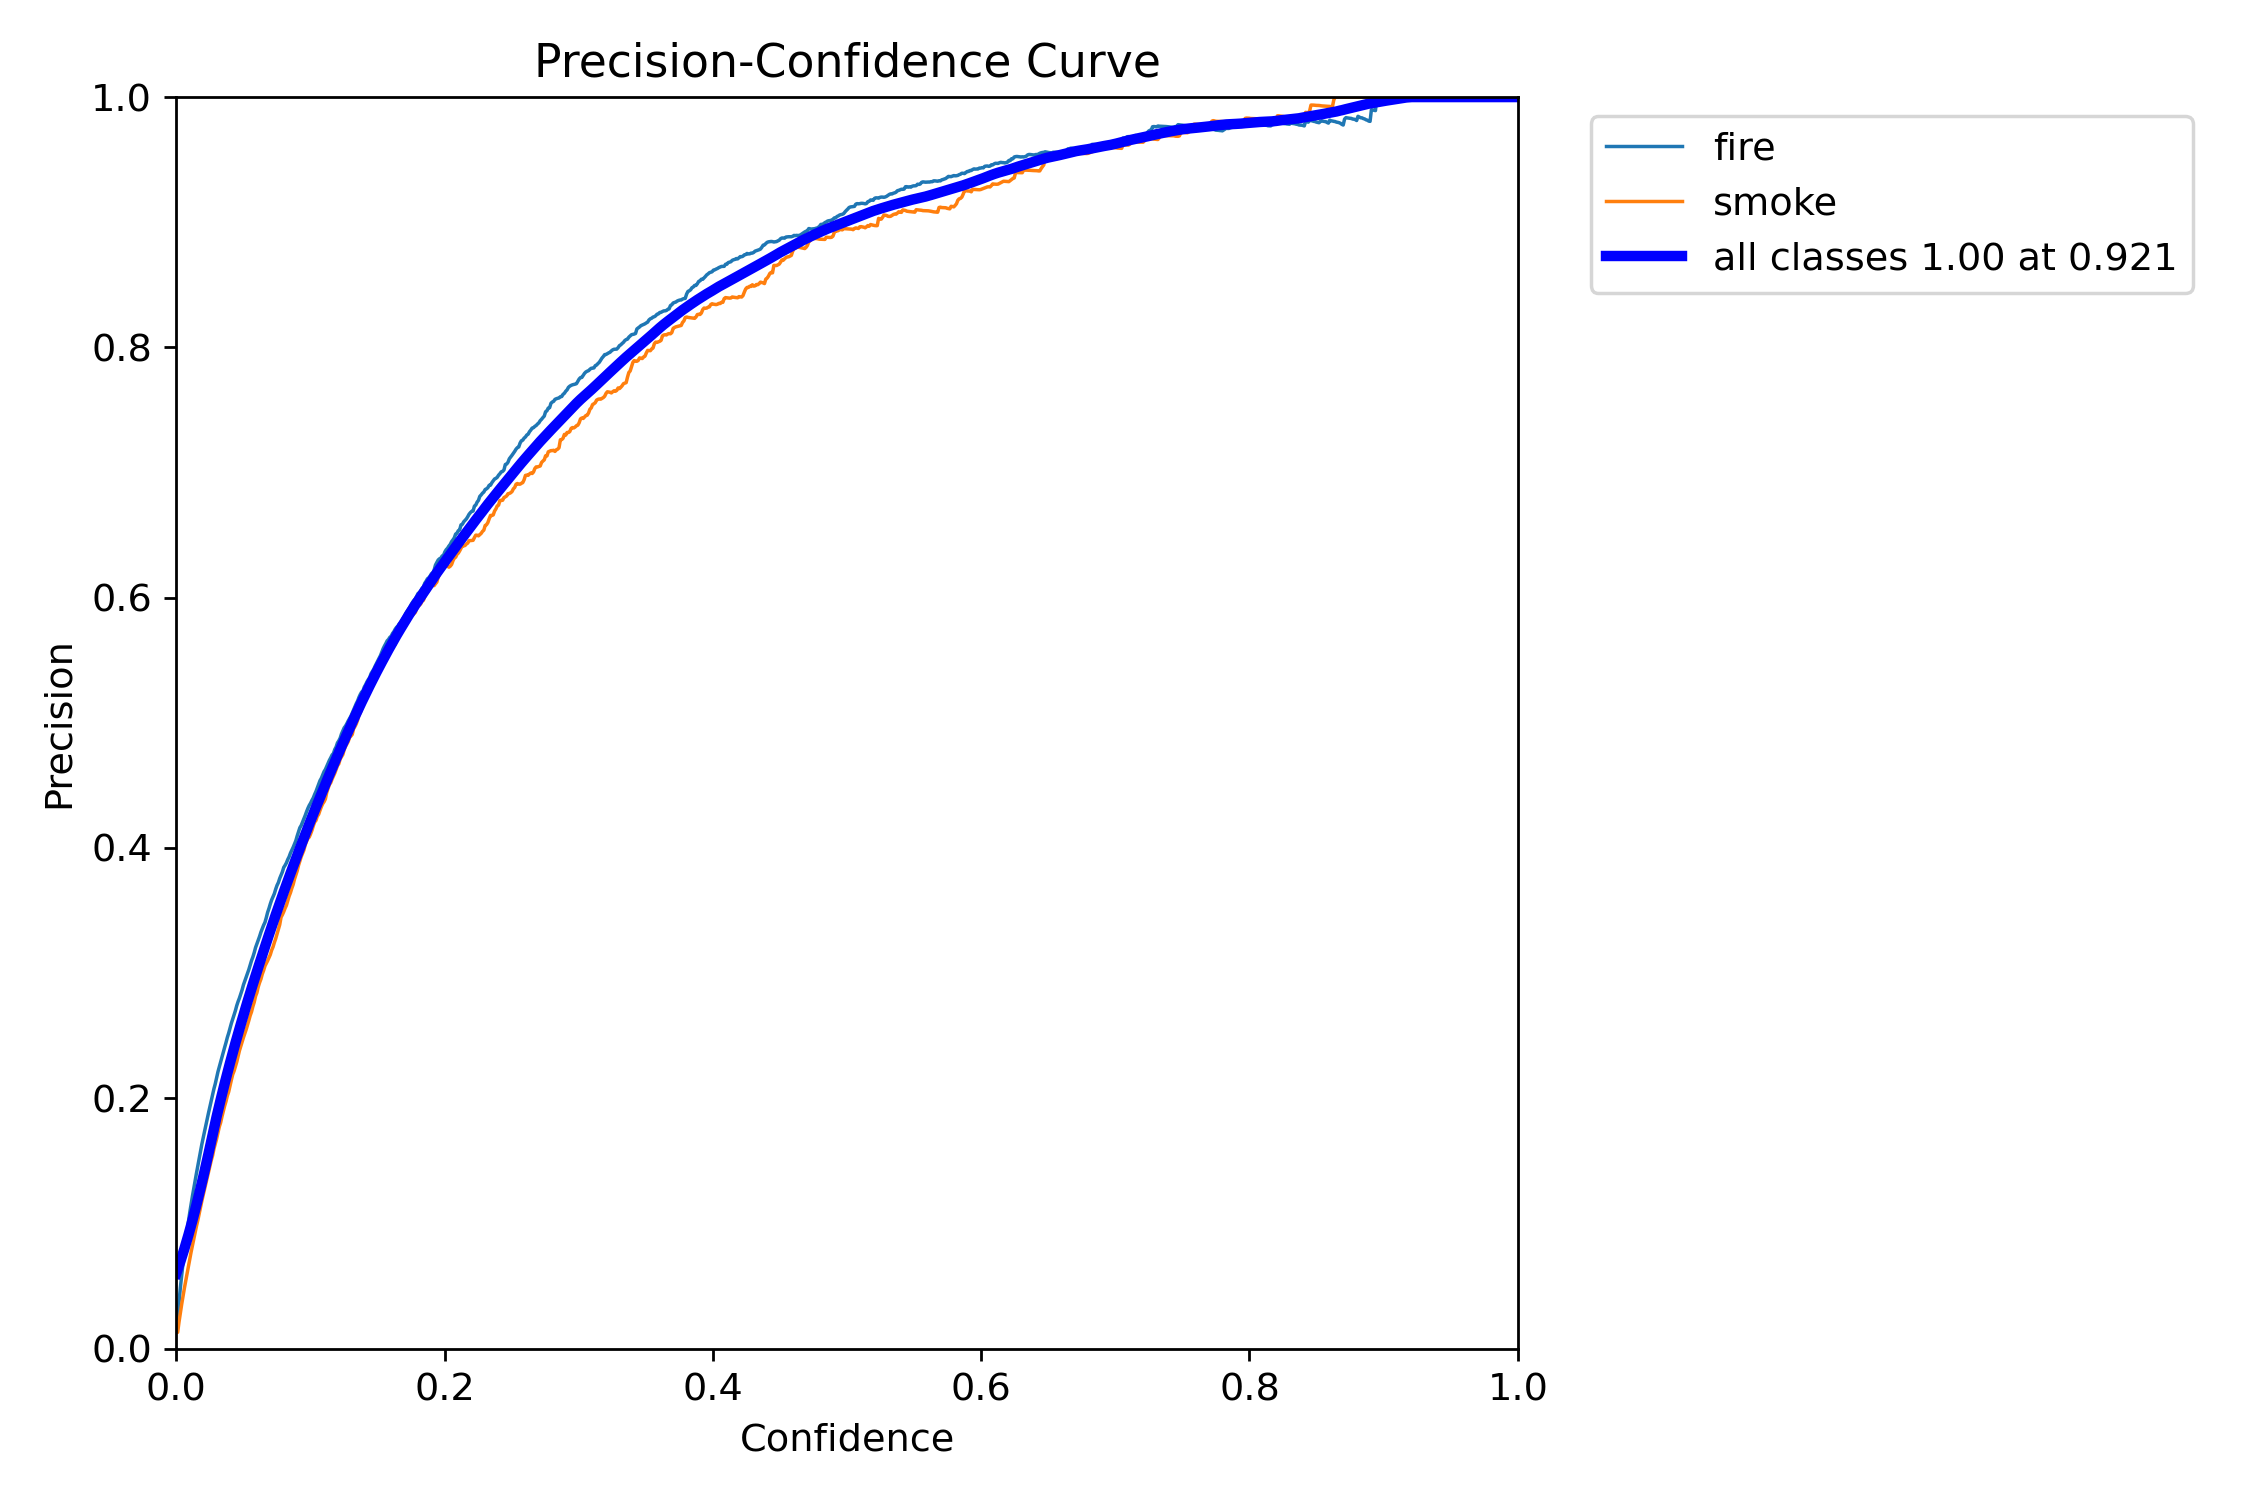 Precision-Confidence Curve
1.0
0.8
0.6
0.4
0.2
0.0
Precision
0.0 0.2 0.4 0.6 0.8 1.0
Confidence
fire
smoke
all classes 1.00 at 0.921